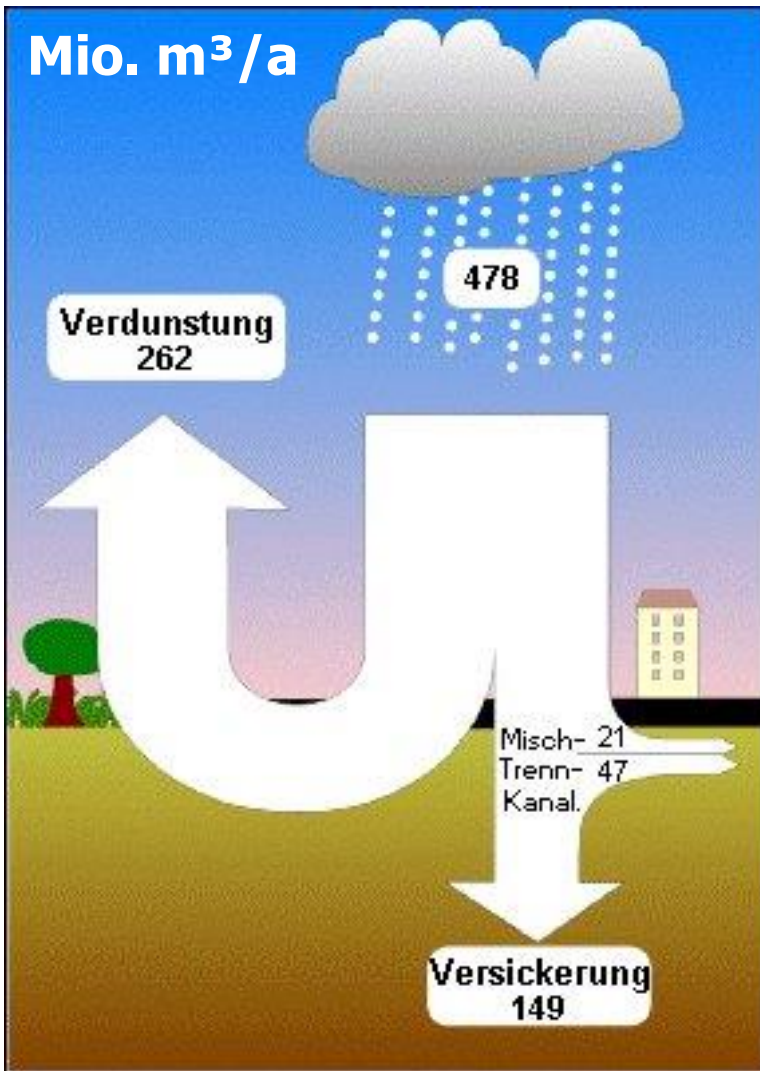 Mio. m³/a
478
Verdunstung
262
Misch- 21
Trenn- 47
Kanal.
Versickerung
149